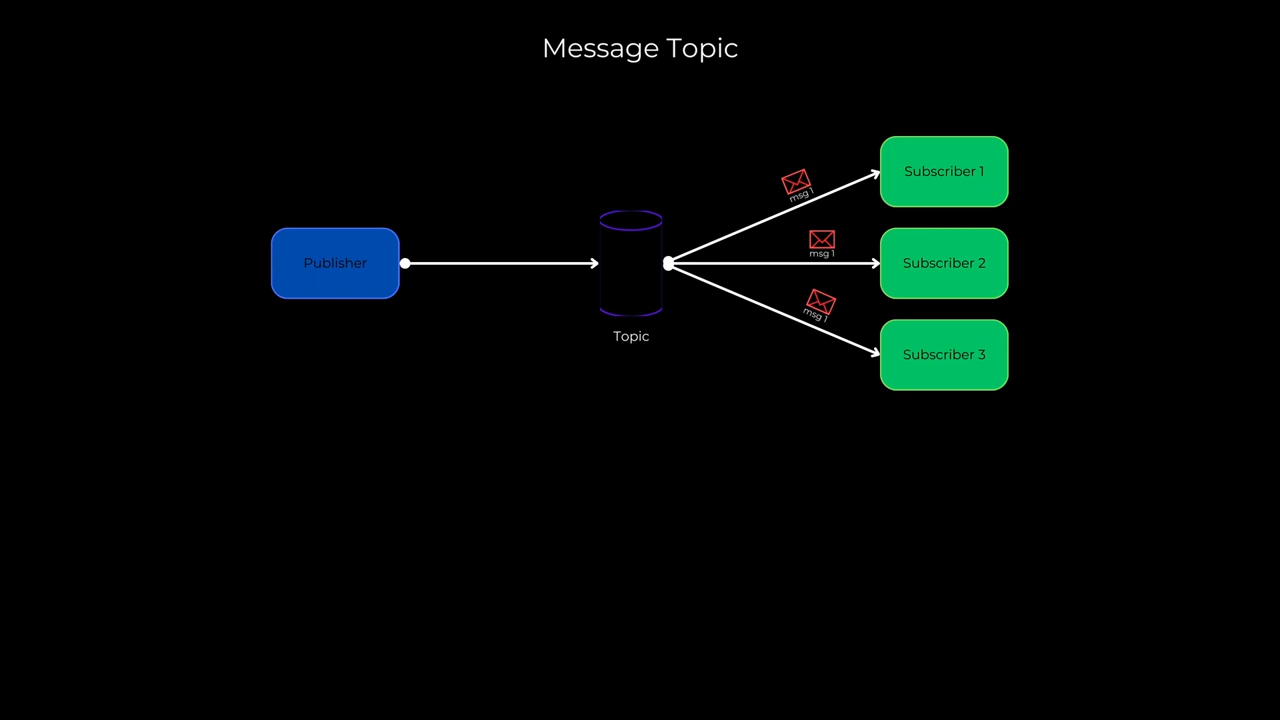 Message Topic
Publisher
Topic
msg 1
msg 1
msg 1
Subscriber 1
Subscriber 2
Subscriber 3